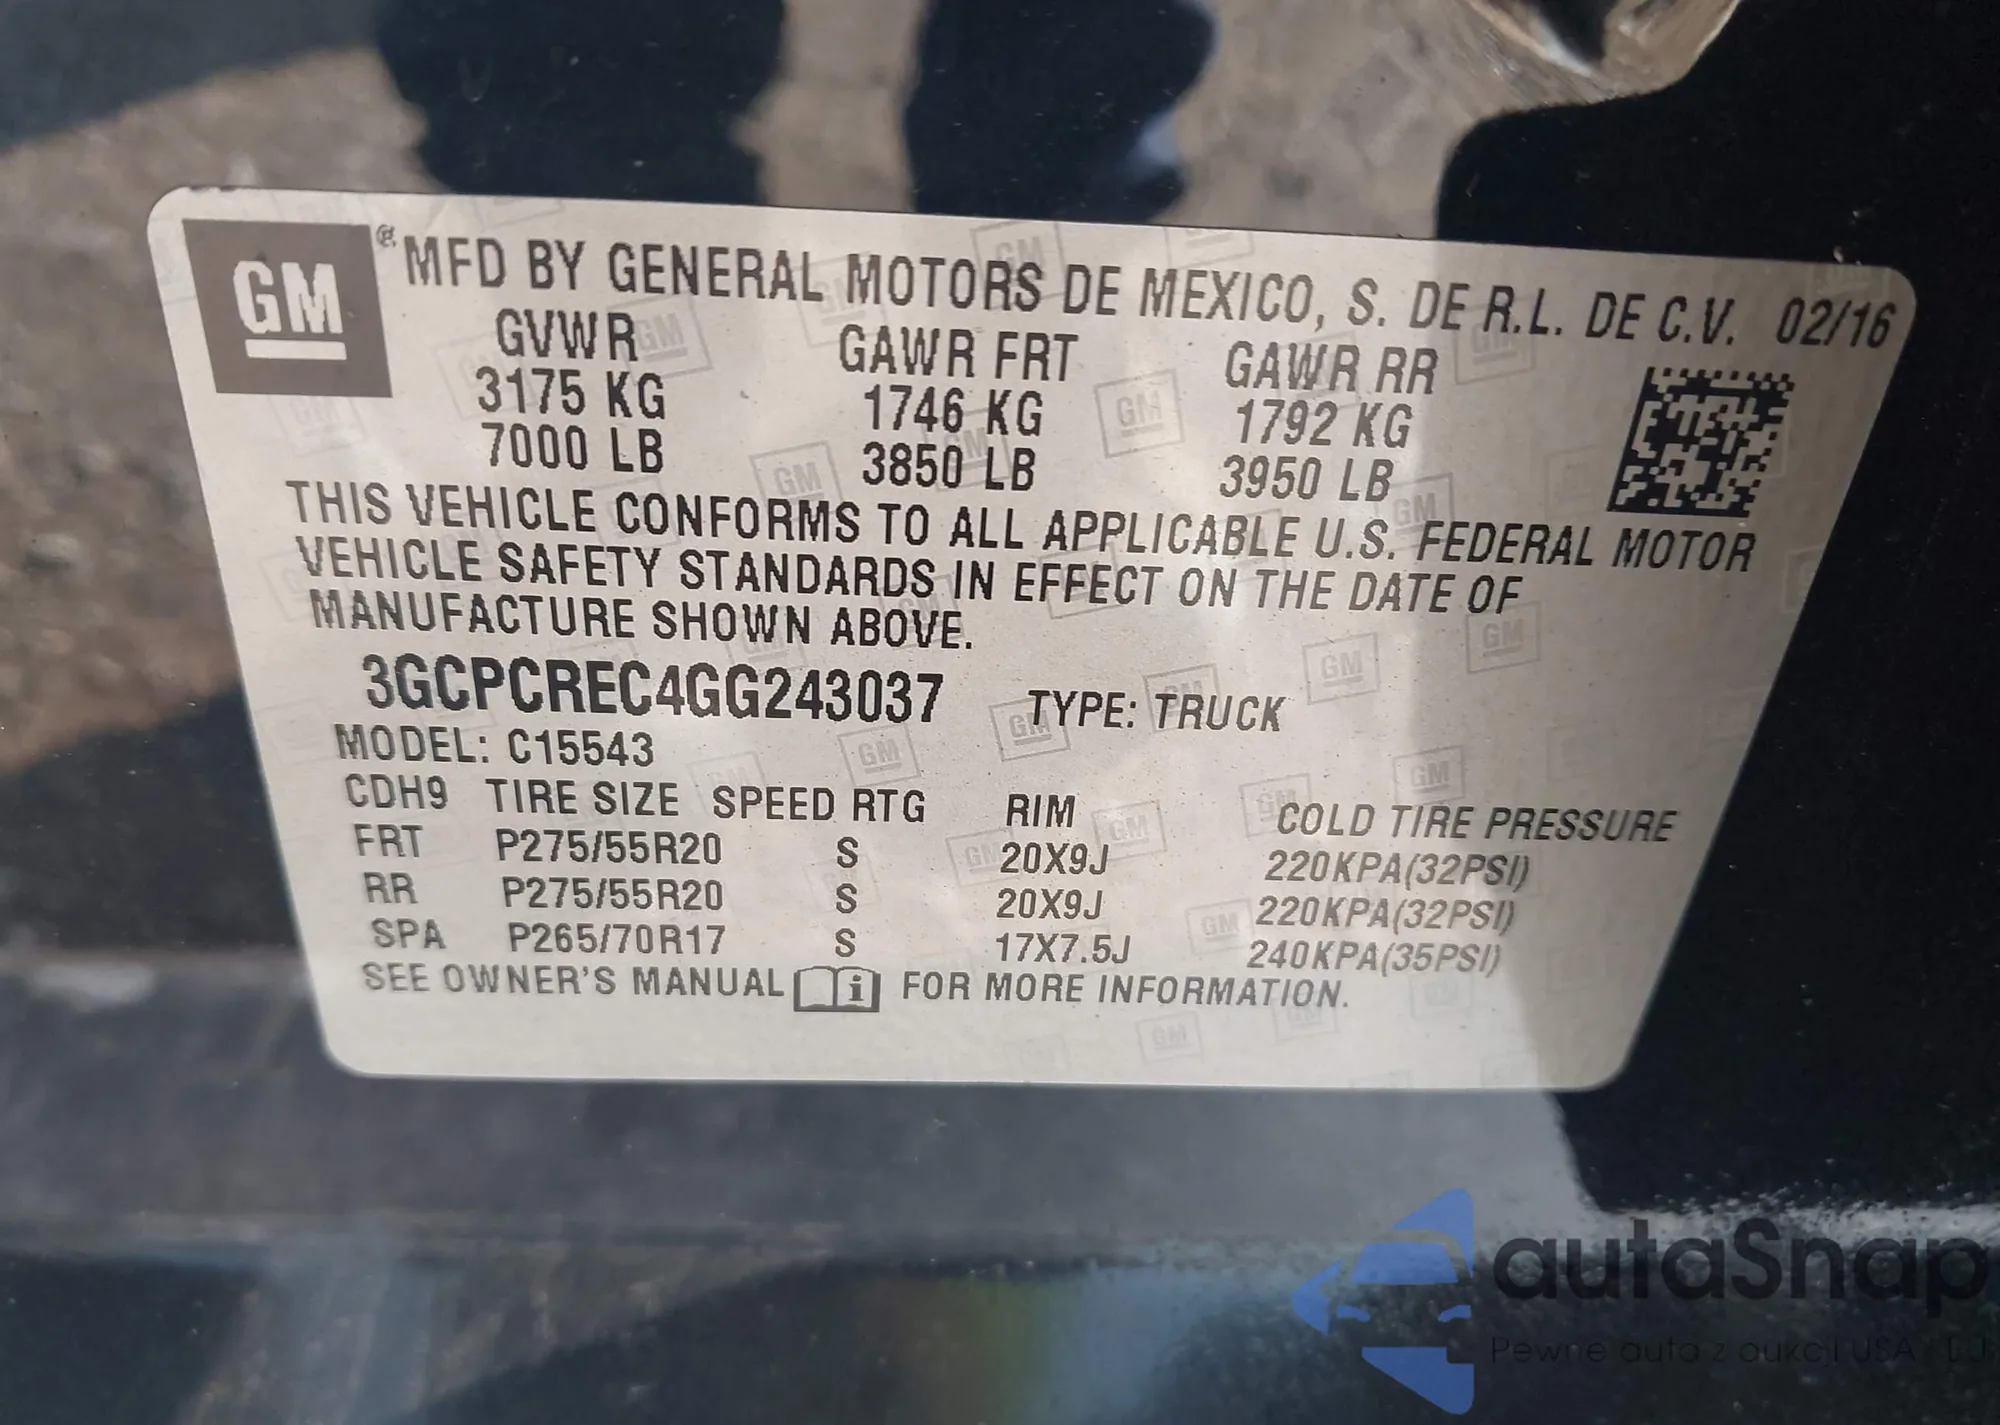 GM ® MFD BY GENERAL MOTORS DE MEXICO, S. DE R.L. DE C.V. 02/16
GVWR GAWR FRT GAWR RR
3175 KG 1746 KG 1792 KG
7000 LB 3850 LB 3950 LB
THIS VEHICLE CONFORMS TO ALL APPLICABLE U.S. FEDERAL MOTOR
VEHICLE SAFETY STANDARDS IN EFFECT ON THE DATE OF
MANUFACTURE SHOWN ABOVE.
3GCPCREC4GG243037 TYPE: TRUCK
MODEL: C15543
CDH9 TIRE SIZE SPEED RTG RIM COLD TIRE PRESSURE
FRT P275/55R20 S 20X9J 220KPA(32PSI)
RR P275/55R20 S 20X9J 220KPA(32PSI)
SPA P265/70R17 S 17X7.5J 240KPA(35PSI)
SEE OWNER'S MANUAL i FOR MORE INFORMATION.
autaSnap
Pewne auta z aukcji USA